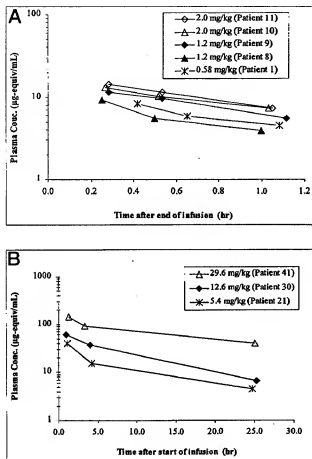 A
2.0 mg/kg (Patient 11)
2.0 mg/kg (Patient 10)
1.2 mg/kg (Patient 9)
1.2 mg/kg (Patient 8)
0.58 mg/kg (Patient 1)
Plasma Conc. (μg-equiv/mL)
100
10
1
0.0 0.2 0.4 0.6 0.8 1.0 1.2
Time after end of infusion (hr)
B
29.6 mg/kg (Patient 41)
12.6 mg/kg (Patient 30)
5.4 mg/kg (Patient 21)
Plasma Conc. (μg-equiv/mL)
1000
100
10
1
0.0 5.0 10.0 15.0 20.0 25.0 30.0
Time after start of infusion (hr)